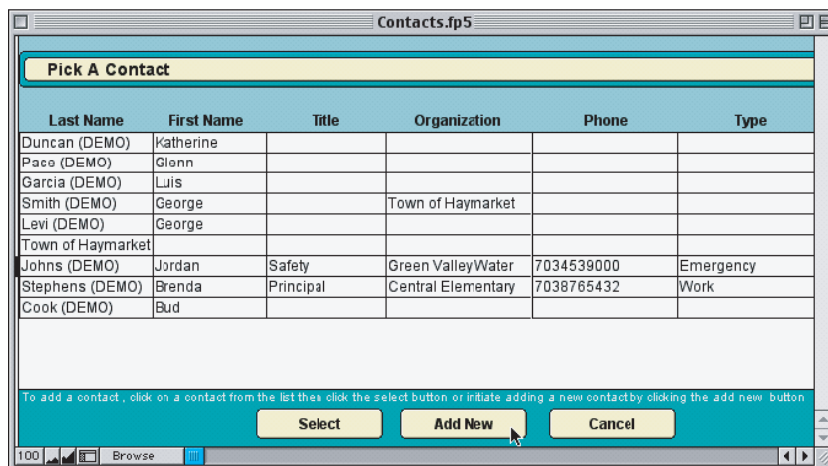 Contacts.fp5
Pick A Contact
Last Name First Name Title Organization Phone Type
Duncan (DEMO) Katherine
Pace (DEMO) Glenn
Garcia (DEMO) Luis
Smith (DEMO) George Town of Haymarket
Levi (DEMO) George
Town of Haymarket
Johns (DEMO) Jordan Safety Green Valley Water 7034539000 Emergency
Stephens (DEMO) Brenda Principal Central Elementary 7038765432 Work
Cook (DEMO) Bud
To add a contact, click on a contact from the list then click the select button or initiate adding a new contact by clicking the add new button
Select Add New Cancel
100 Browse